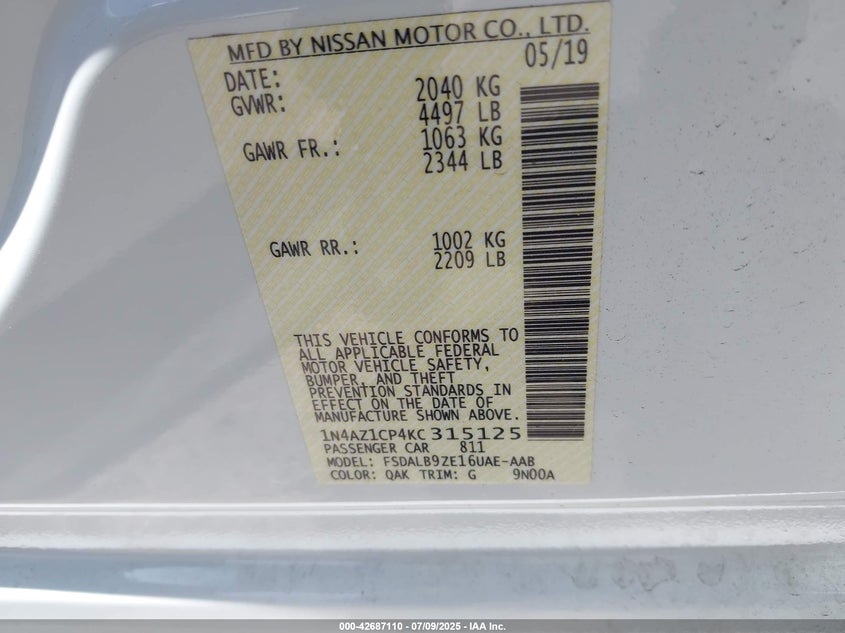 MFD BY NISSAN MOTOR CO., LTD.
DATE: 05/19
GVWR: 2040 KG
4497 LB
GAWR FR.: 1063 KG
2344 LB
GAWR RR.: 1002 KG
2209 LB
THIS VEHICLE CONFORMS TO
ALL APPLICABLE FEDERAL
MOTOR VEHICLE SAFETY,
BUMPER, AND THEFT
PREVENTION STANDARDS IN
EFFECT ON THE DATE OF
MANUFACTURE SHOWN ABOVE.
1N4AZ1CP4KC315125
PASSENGER CAR 811
MODEL: FSDALB9ZE16UAE-AAB
COLOR: QAK TRIM: G 9N00A
000-42687110 - 07/09/2025 - IAA Inc.